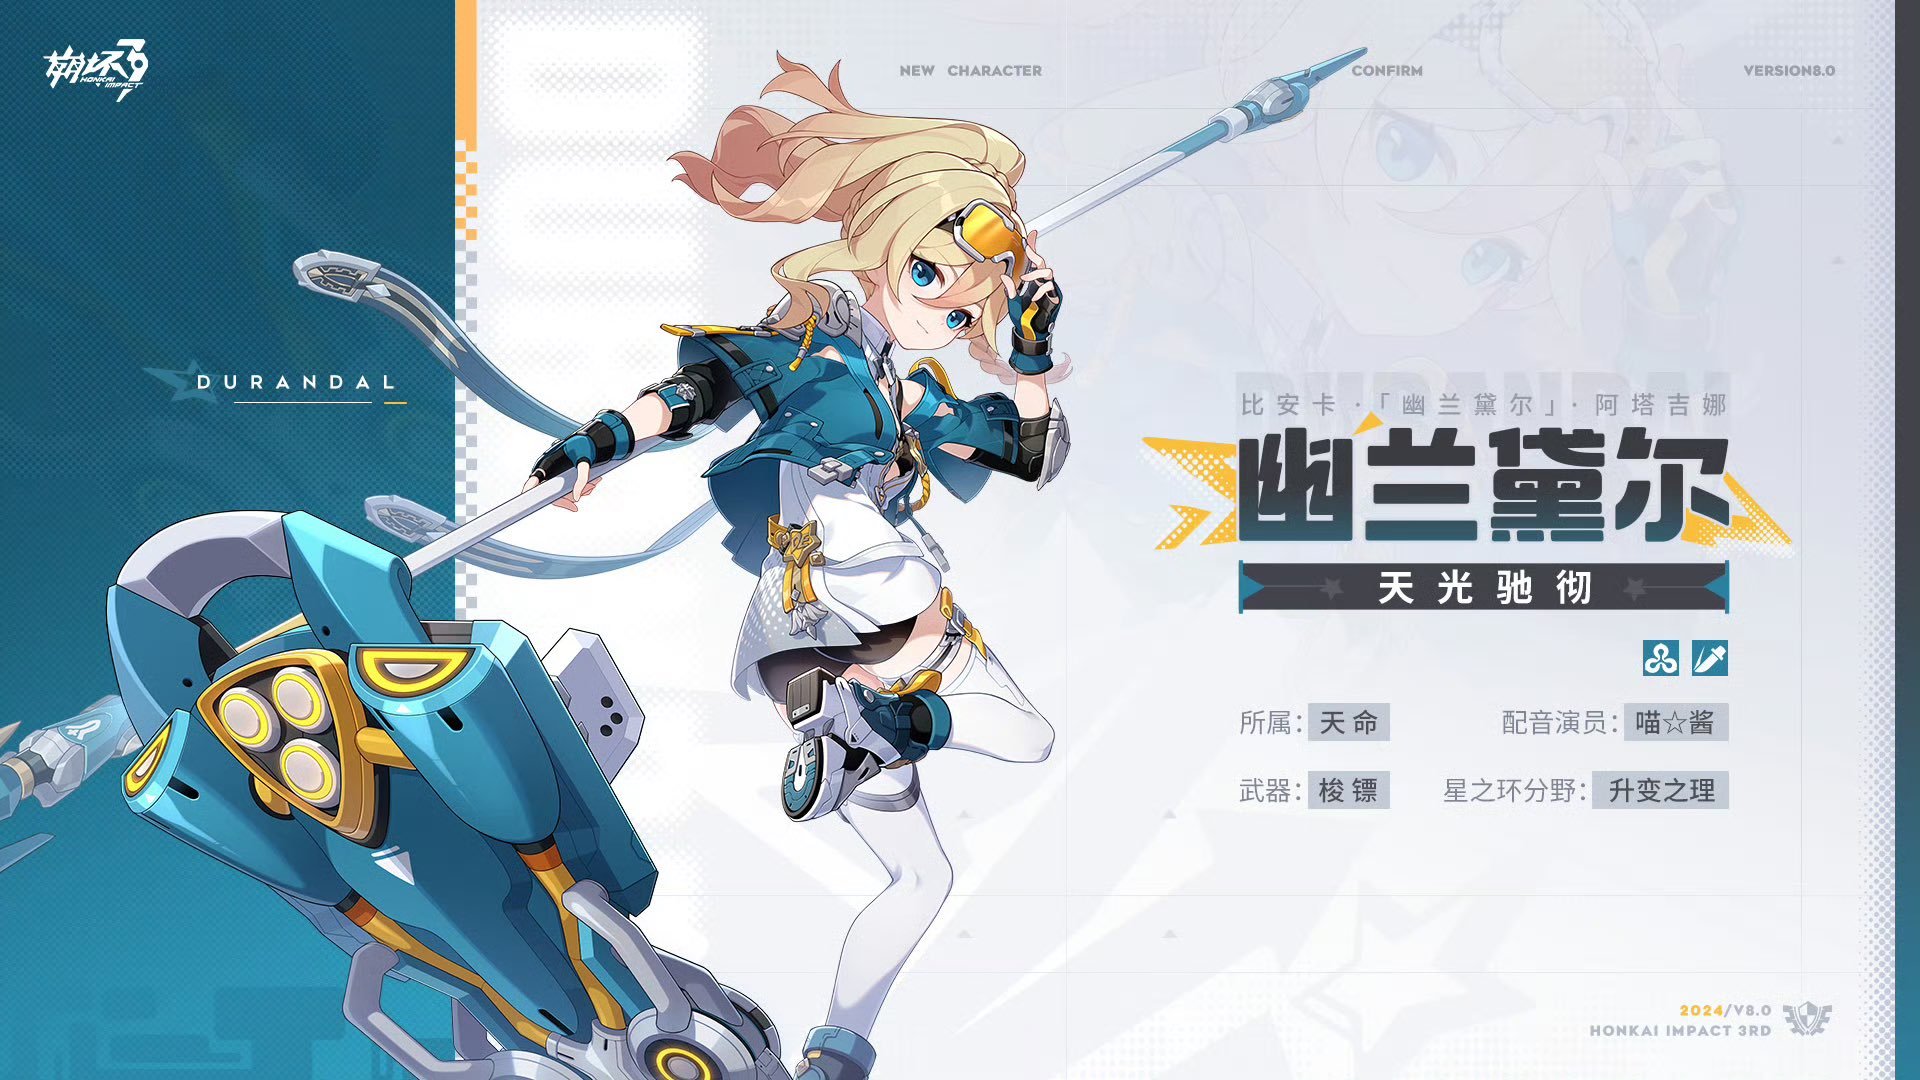 崩坏3
HONKAI IMPACT
NEW CHARACTER
CONFIRM
VERSION8.0
DURANDAL
DURANDAL
比安卡·「幽兰黛尔」·阿塔吉娜
幽兰黛尔
天光驰彻
所属：天命
配音演员：喵☆酱
武器：梭镖
星之环分野：升变之理
2024/V8.0
HONKAI IMPACT 3RD